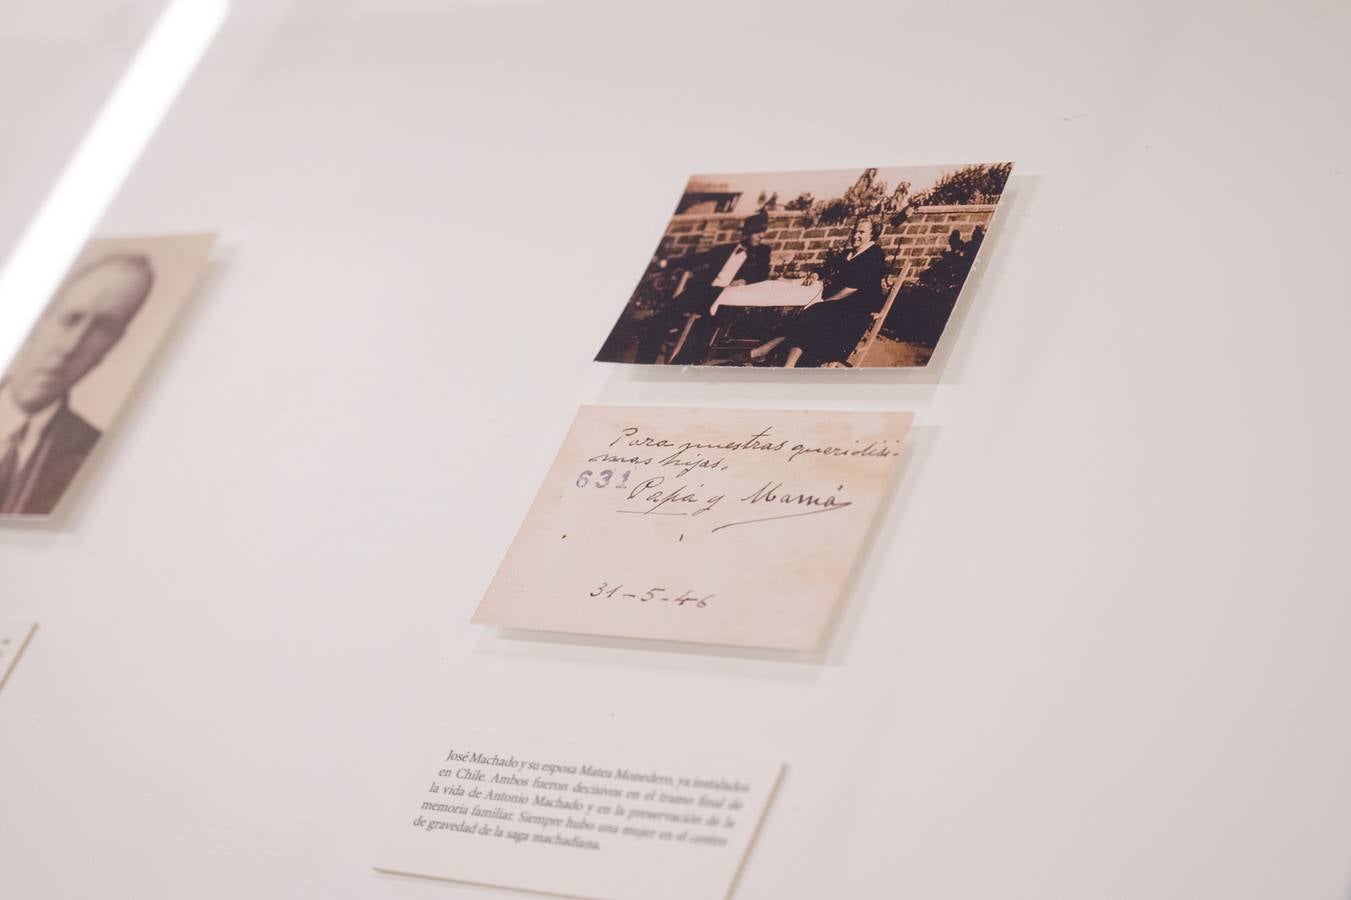 Para nuestras queridísi-
mas hijas.
631
Papá y Mamá
31-5-46
José Machado y su esposa Matea Monedero, ya instalados
en Chile. Ambos fueron decisivos en el tramo final de
la vida de Antonio Machado y en la preservación de la
memoria familiar. Siempre hubo una mujer en el centro
de gravedad de la saga machadiana.